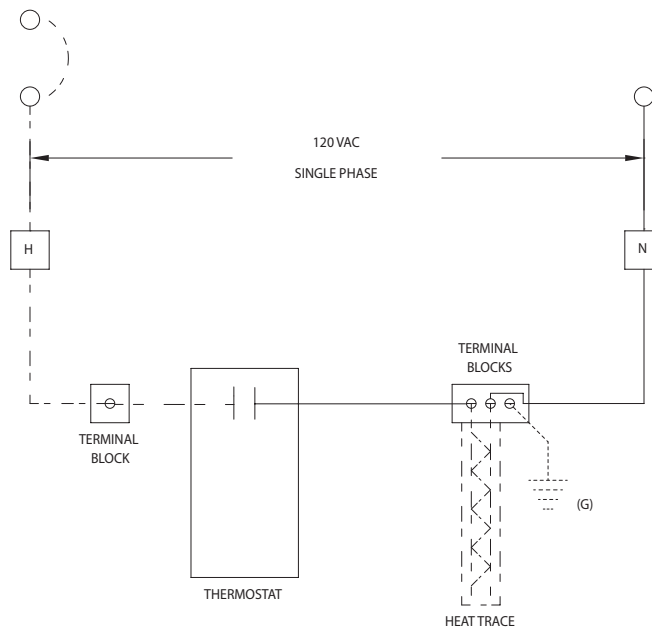 120 VAC
SINGLE PHASE
H
N
TERMINAL
BLOCKS
TERMINAL
BLOCK
(G)
THERMOSTAT
HEAT TRACE